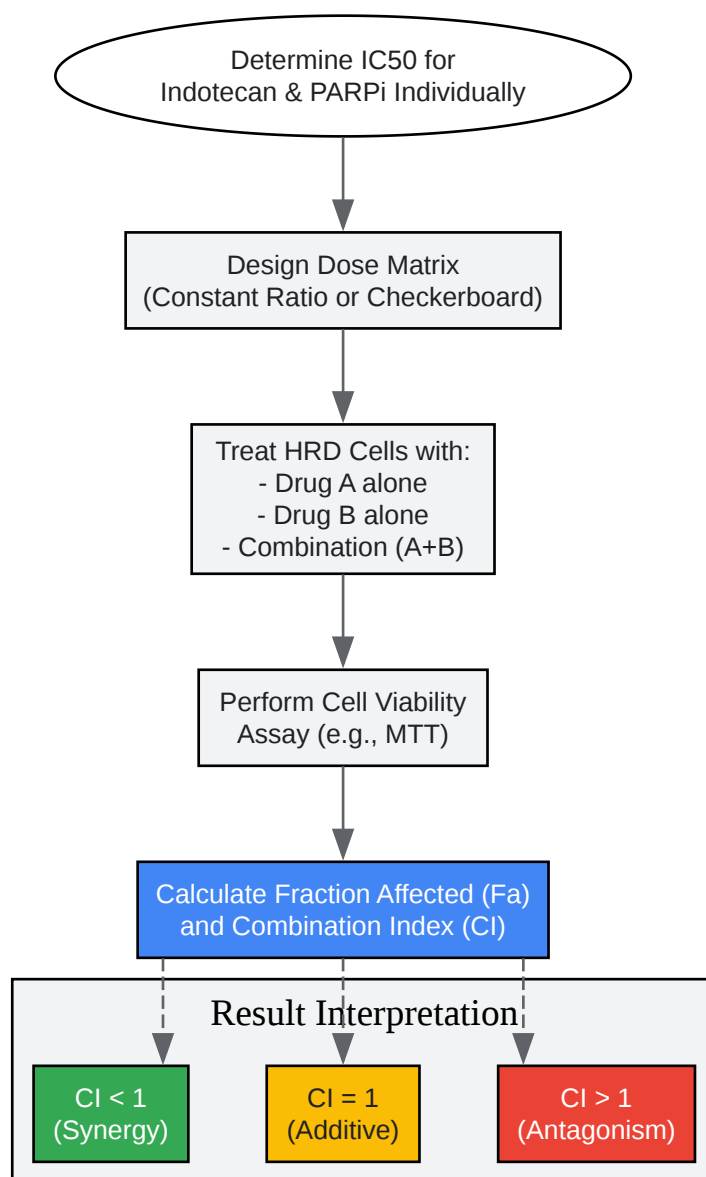 Determine IC50 for
Indotecan & PARPi Individually
Design Dose Matrix
(Constant Ratio or Checkerboard)
Treat HRD Cells with:
- Drug A alone
- Drug B alone
- Combination (A+B)
Perform Cell Viability
Assay (e.g., MTT)
Calculate Fraction Affected (Fa)
and Combination Index (CI)
Result Interpretation
CI < 1
(Synergy)
CI = 1
(Additive)
CI > 1
(Antagonism)